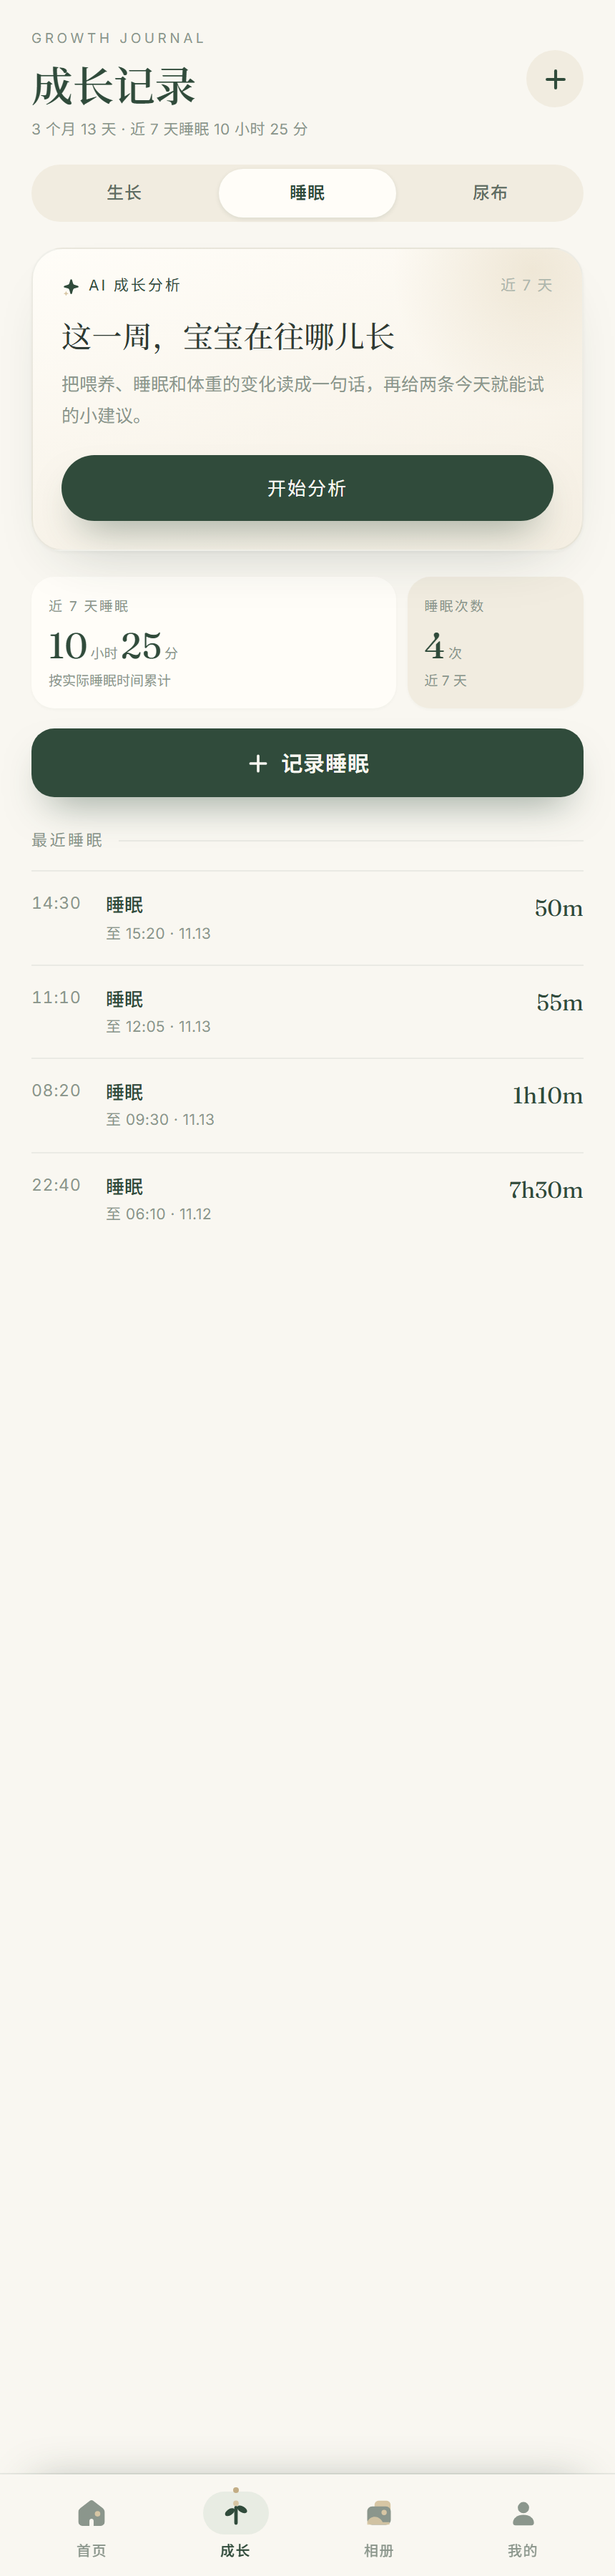 GROWTH JOURNAL
成长记录
3 个月 13 天 · 近 7 天睡眠 10 小时 25 分
生长
睡眠
尿布
AI 成长分析
近 7 天
这一周，宝宝在往哪儿长
把喂养、睡眠和体重的变化读成一句话，再给两条今天就能试
的小建议。
开始分析
近 7 天睡眠
10 小时 25 分
按实际睡眠时间累计
睡眠次数
4 次
近 7 天
记录睡眠
最近睡眠
14:30 睡眠 50m
至 15:20 · 11.13
11:10 睡眠 55m
至 12:05 · 11.13
08:20 睡眠 1h10m
至 09:30 · 11.13
22:40 睡眠 7h30m
至 06:10 · 11.12
首页
成长
相册
我的